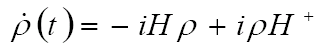 ρ̇(t) = - iHρ + iρH⁺